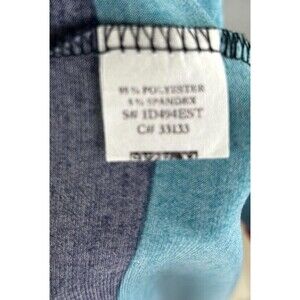 95% POLYESTER
5% SPANDEX
S# 1D494EST
C# 33133